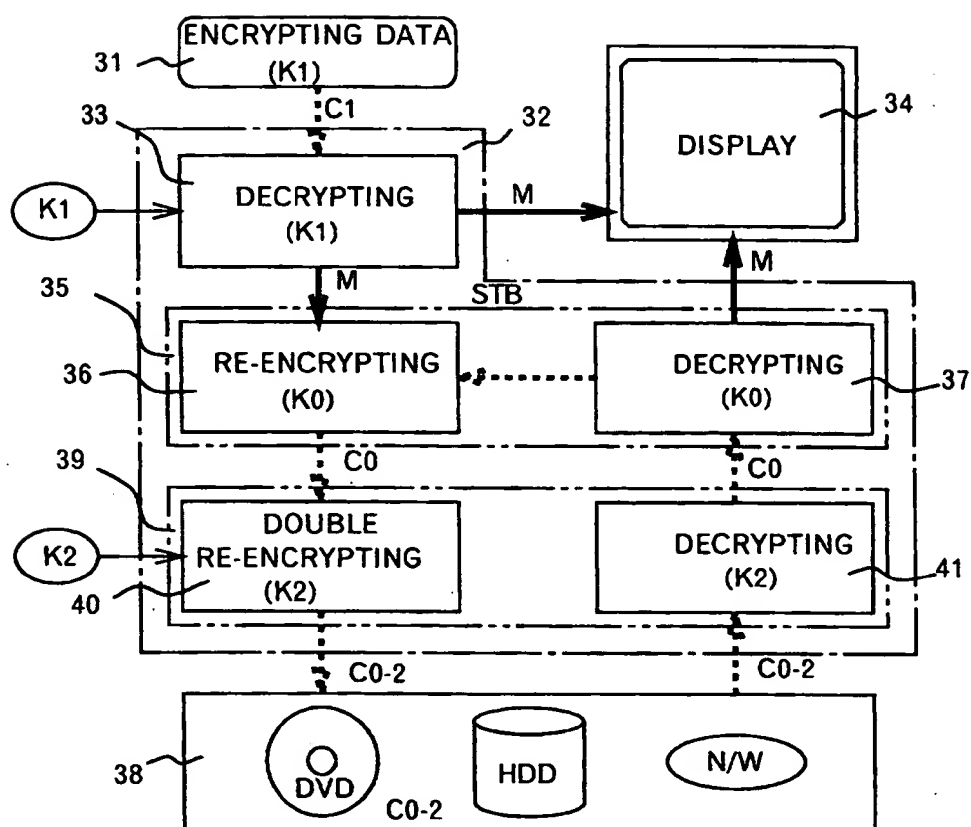 ENCRYPTING DATA
(K1)
31
C1
33
32
34
DISPLAY
K1
DECRYPTING
(K1)
M
M
M
35
STB
36
RE-ENCRYPTING
(K0)
DECRYPTING
(K0)
37
C0
C0
39
K2
DOUBLE
RE-ENCRYPTING
(K2)
40
DECRYPTING
(K2)
41
C0-2
C0-2
38
DVD
HDD
N/W
C0-2